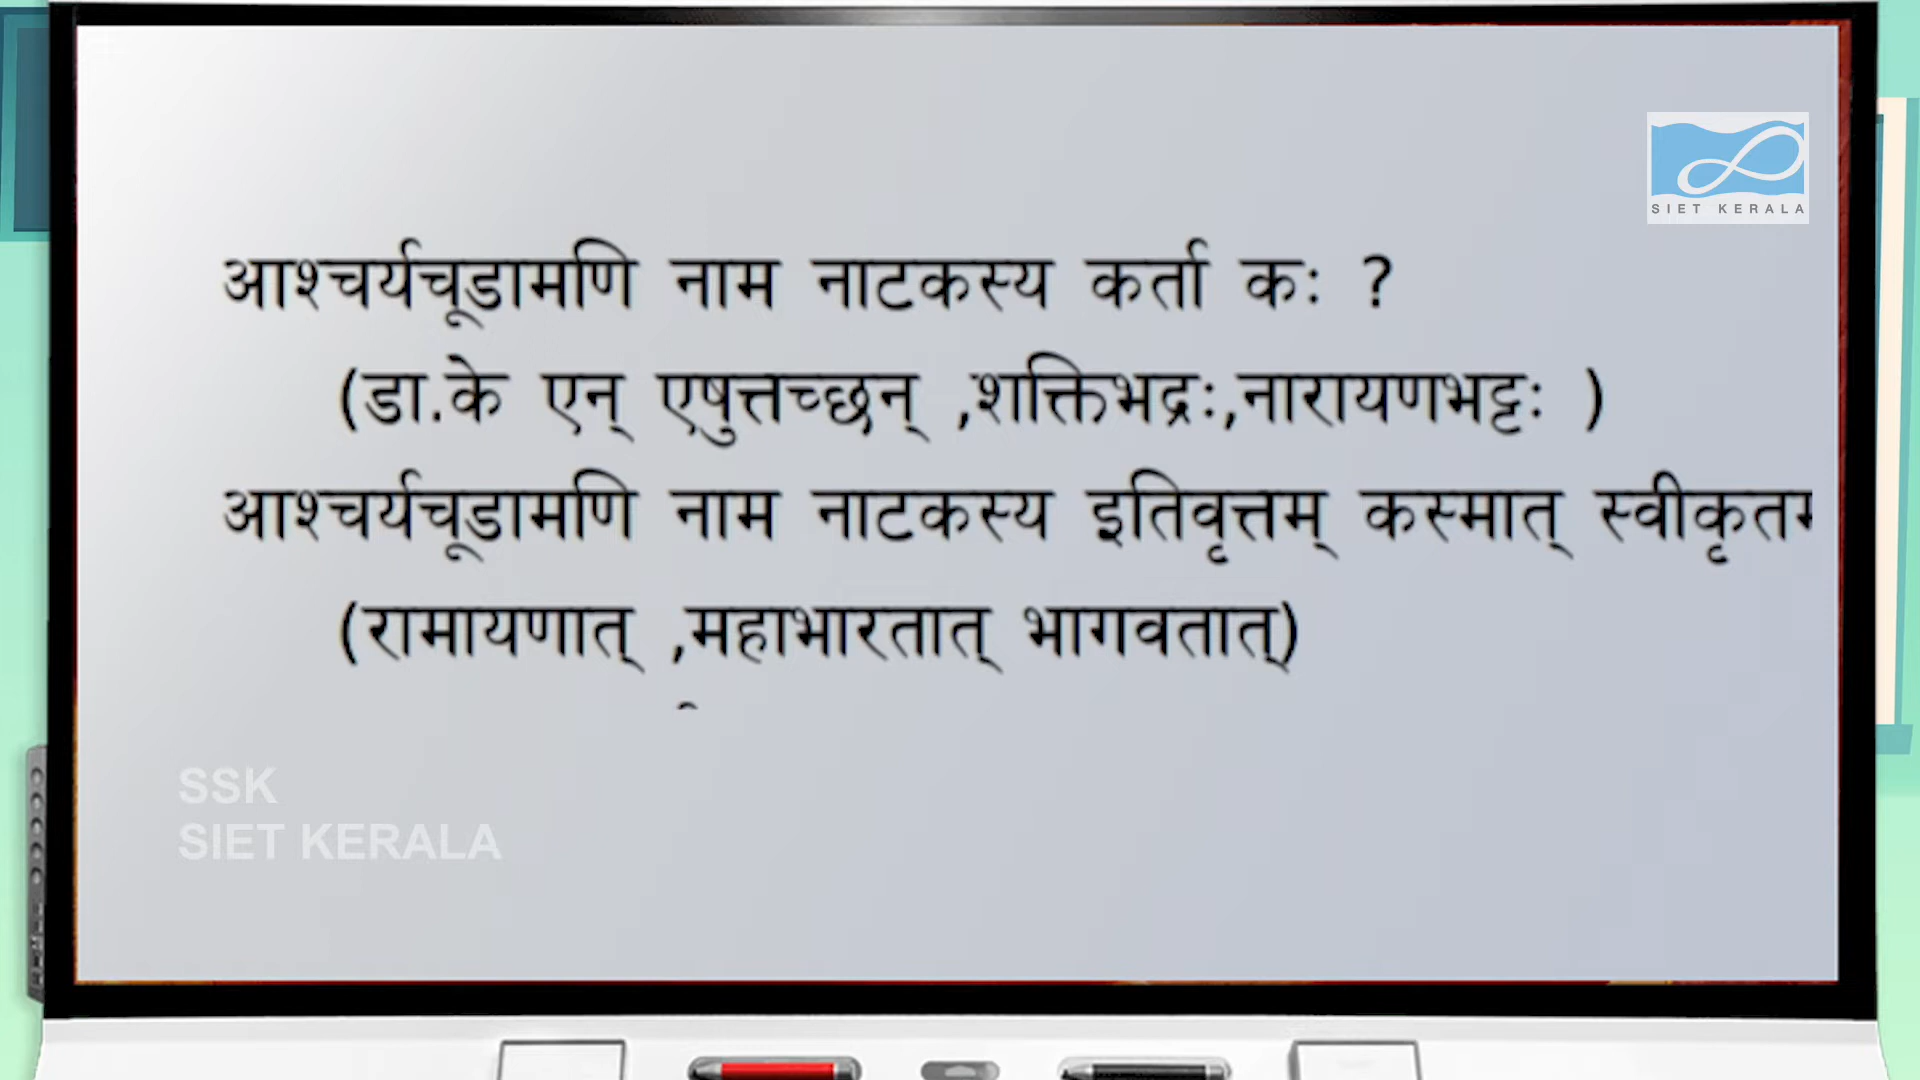 SIET KERALA
आश्चर्यचूडामणि नाम नाटकस्य कर्ता कः ?
(डा.के एन् एषुत्तच्छन् ,शक्तिभद्रः,नारायणभट्टः )
आश्चर्यचूडामणि नाम नाटकस्य इतिवृत्तम् कस्मात्
(रामायणात् ,महाभारतात् भागवतात्)
SSK
SIET KERALA